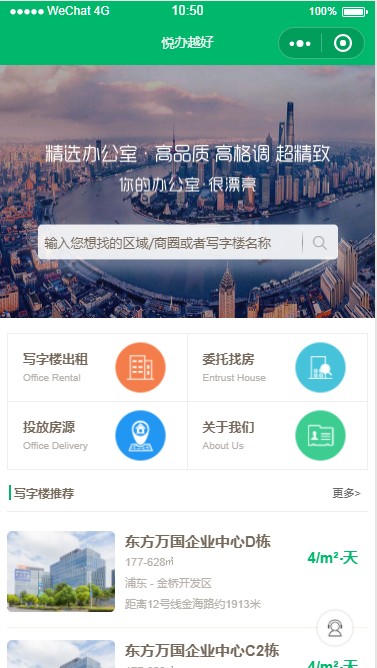 WeChat 4G 10:50 100%
悦办越好
精选办公室·高品质 高格调 超精致
你的办公室·很漂亮
输入您想找的区域/商圈或者写字楼名称
写字楼出租
Office Rental
委托找房
Entrust House
投放房源
Office Delivery
关于我们
About Us
写字楼推荐 更多>
东方万国企业中心D栋
177-628㎡
4/m²·天
浦东 - 金桥开发区
距离12号线金海路约1913米
东方万国企业中心C2栋
4/m²·天